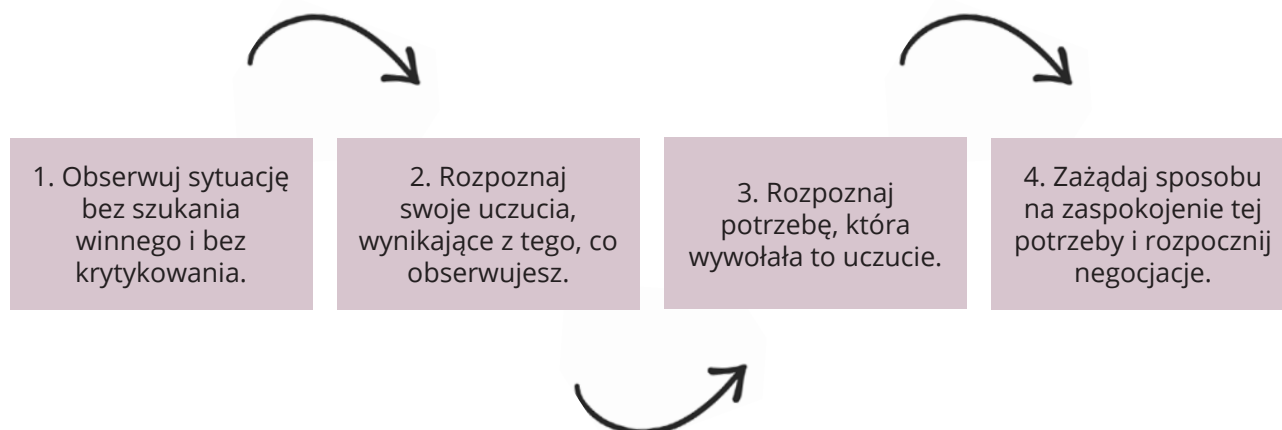 1. Obserwuj sytuację
bez szukania
winnego i bez
krytykowania.
2. Rozpoznaj
swoje uczucia,
wynikające z tego, co
obserwujesz.
3. Rozpoznaj
potrzebę, która
wywołała to uczucie.
4. Zażądaj sposobu
na zaspokojenie tej
potrzeby i rozpocznij
negocjacje.